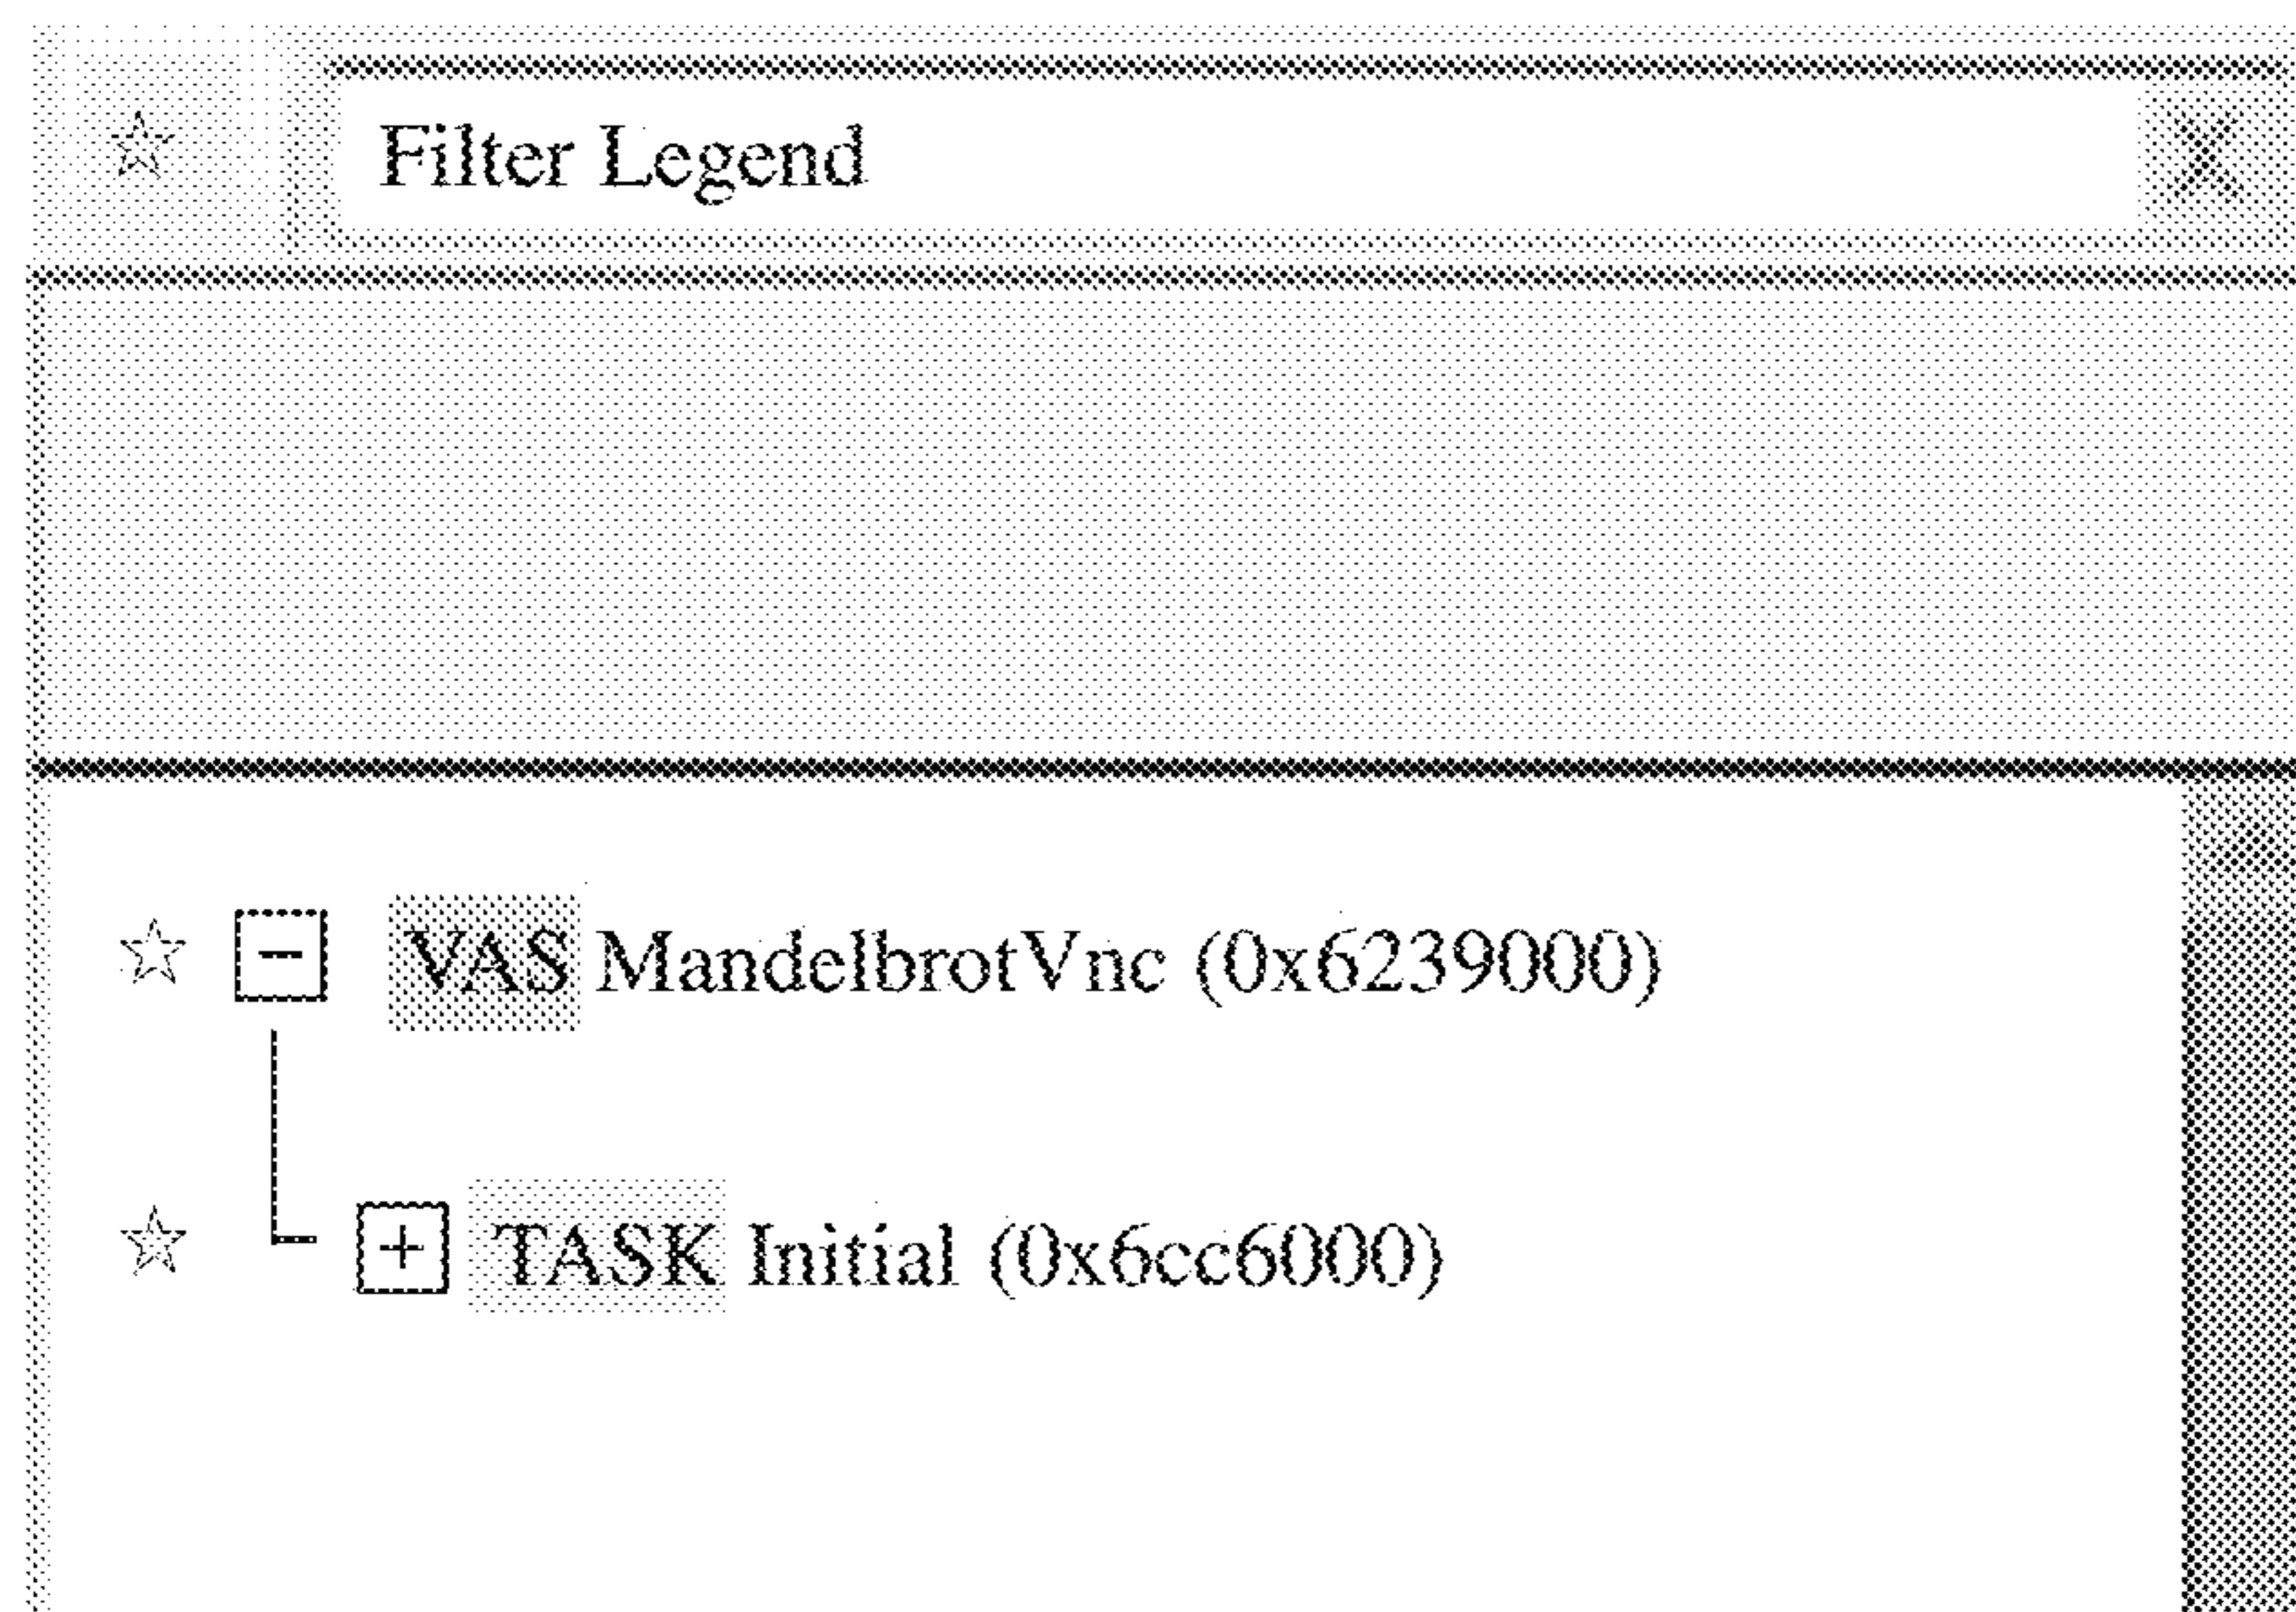 ☆ Filter Legend X
☆ − VAS MandelbrotVnc (0x6239000)
☆ + TASK Initial (0x6cc6000)